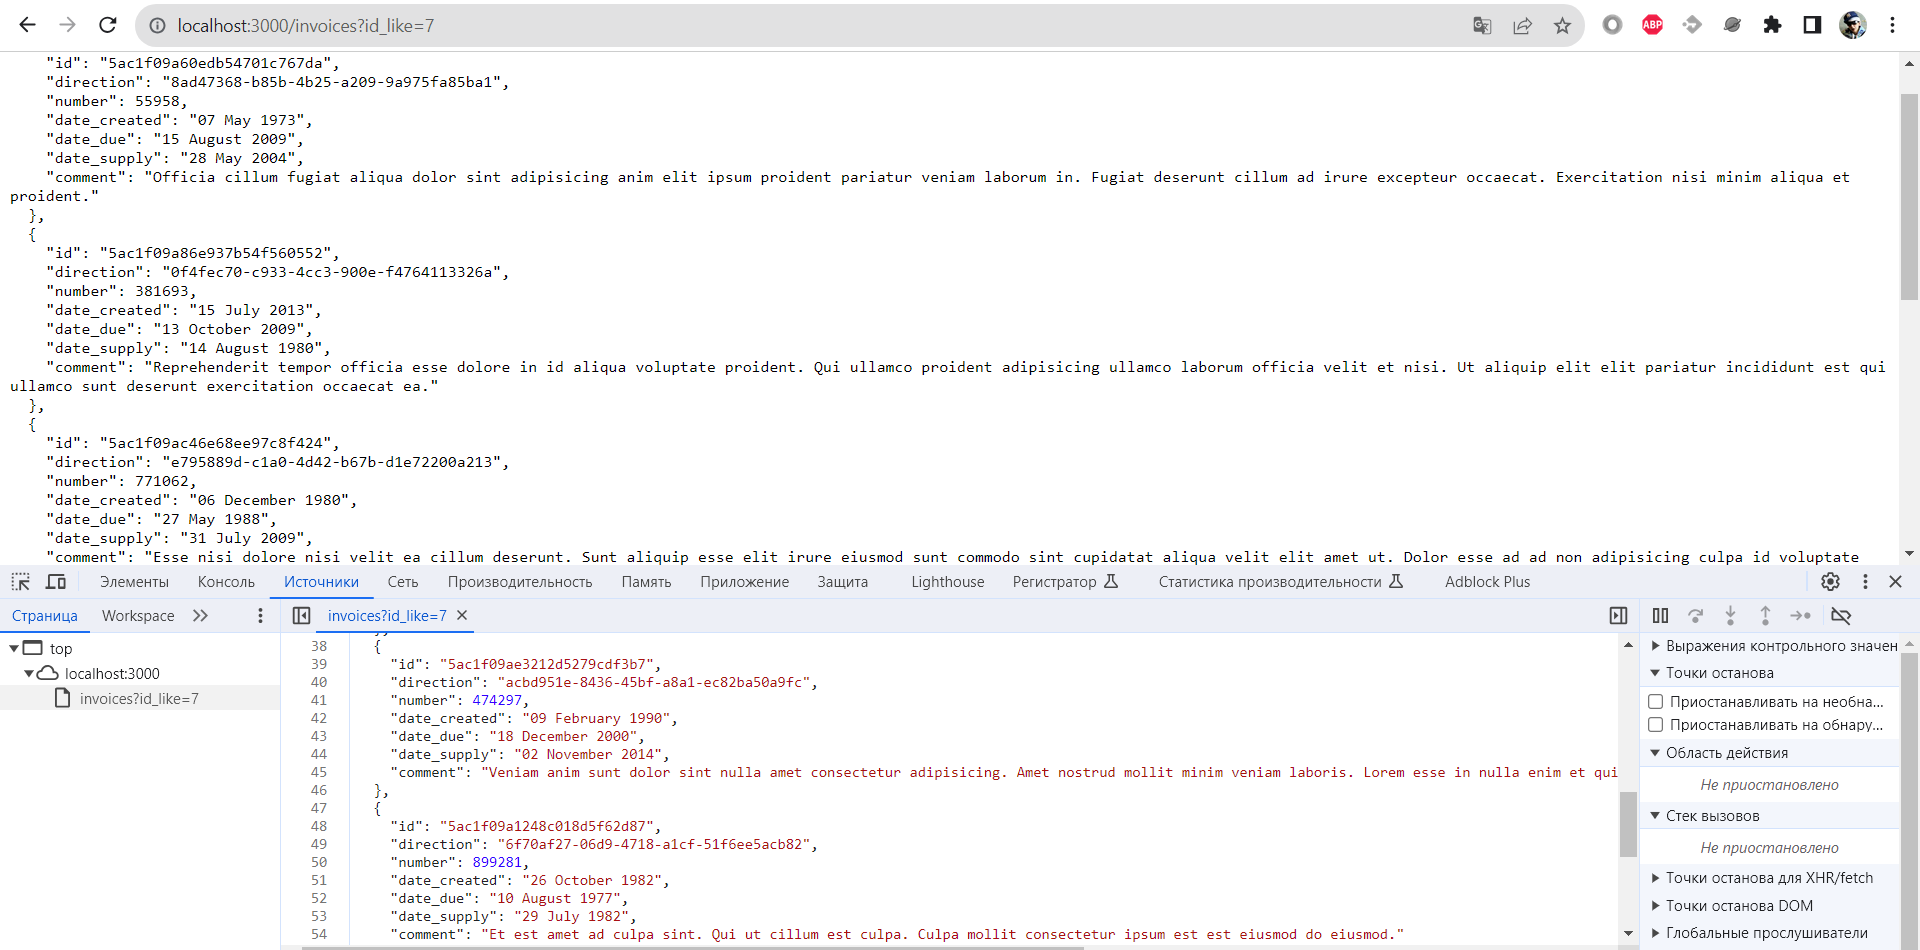 localhost:3000/invoices?id_like=7
ABP
"id": "5ac1f09a60edb54701c767da",
"direction": "8ad47368-b85b-4b25-a209-9a975fa85ba1",
"number": 55958,
"date_created": "07 May 1973",
"date_due": "15 August 2009",
"date_supply": "28 May 2004",
"comment": "Officia cillum fugiat aliqua dolor sint adipisicing anim elit ipsum proident pariatur veniam laborum in. Fugiat deserunt cillum ad irure excepteur occaecat. Exercitation nisi minim aliqua et
proident."
},
{
"id": "5ac1f09a86e937b54f560552",
"direction": "0f4fec70-c933-4cc3-900e-f4764113326a",
"number": 381693,
"date_created": "15 July 2013",
"date_due": "13 October 2009",
"date_supply": "14 August 1980",
"comment": "Reprehenderit tempor officia esse dolore in id aliqua voluptate proident. Qui ullamco proident adipisicing ullamco laborum officia velit et nisi. Ut aliquip elit elit pariatur incididunt est qui
ullamco sunt deserunt exercitation occaecat ea."
},
{
"id": "5ac1f09ac46e68ee97c8f424",
"direction": "e795889d-c1a0-4d42-b67b-d1e72200a213",
"number": 771062,
"date_created": "06 December 1980",
"date_due": "27 May 1988",
"date_supply": "31 July 2009",
"comment": "Esse nisi dolore nisi velit ea cillum deserunt. Sunt aliquip esse elit irure eiusmod sunt commodo sint cupidatat aliqua velit elit amet ut. Dolor esse ad ad non adipisicing culpa id voluptate
Элементы Консоль Источники Сеть Производительность Память Приложение Защита Lighthouse Регистратор Статистика производительности Adblock Plus
Страница Workspace
top
localhost:3000
invoices?id_like=7
invoices?id_like=7
38 {
39 "id": "5ac1f09ae3212d5279cdf3b7",
40 "direction": "acbd951e-8436-45bf-a8a1-ec82ba50a9fc",
41 "number": 474297,
42 "date_created": "09 February 1990",
43 "date_due": "18 December 2000",
44 "date_supply": "02 November 2014",
45 "comment": "Veniam anim sunt dolor sint nulla amet consectetur adipisicing. Amet nostrud mollit minim veniam laboris. Lorem esse in nulla enim et qui
46 },
47 {
48 "id": "5ac1f09a1248c018d5f62d87",
49 "direction": "6f70af27-06d9-4718-a1cf-51f6ee5acb82",
50 "number": 899281,
51 "date_created": "26 October 1982",
52 "date_due": "10 August 1977",
53 "date_supply": "29 July 1982",
54 "comment": "Et est amet ad culpa sint. Qui ut cillum est culpa. Culpa mollit consectetur ipsum est est eiusmod do eiusmod."
Выражения контрольного значен
Точки останова
Приостанавливать на необна...
Приостанавливать на обнару...
Область действия
Не приостановлено
Стек вызовов
Не приостановлено
Точки останова для XHR/fetch
Точки останова DOM
Глобальные прослушиватели